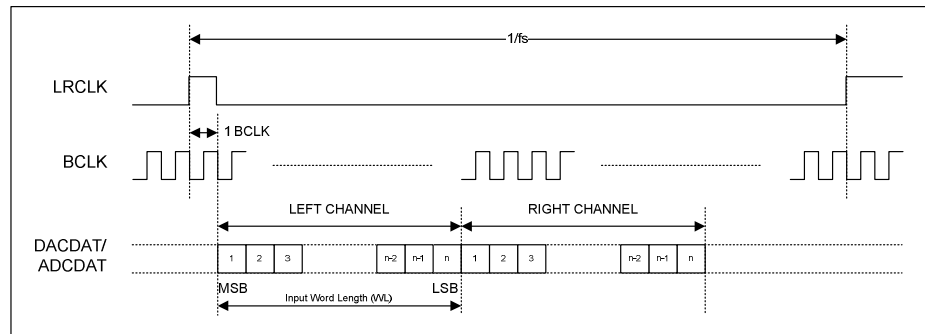 1/fs
LRCLK
1 BCLK
BCLK
LEFT CHANNEL RIGHT CHANNEL
DACDAT/
ADCDAT
1 2 3 n-2 n-1 n 1 2 3 n-2 n-1 n
MSB LSB
Input Word Length (WL)